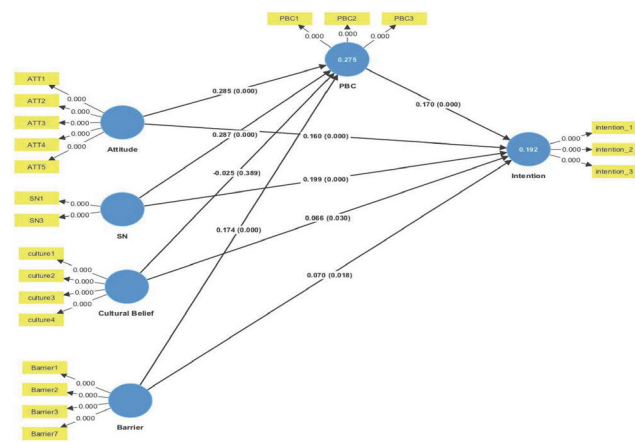 PBC1
PBC2
PBC3
0.000
0.000
0.000
0.275
PBC
ATT1
ATT2
ATT3
ATT4
ATT5
0.000
0.000
0.000
0.000
0.000
Attitude
0.285 (0.000)
0.170 (0.000)
0.287 (0.000)
0.160 (0.000)
0.192
Intention
0.000
0.000
0.000
intention_1
intention_2
intention_3
-0.025 (0.389)
0.199 (0.000)
SN1
SN3
0.000
0.000
SN
0.174 (0.000)
0.066 (0.030)
culture1
culture2
culture3
culture4
0.000
0.000
0.000
0.000
Cultural Belief
0.070 (0.018)
Barrier1
Barrier2
Barrier3
Barrier7
0.000
0.000
0.000
0.000
Barrier